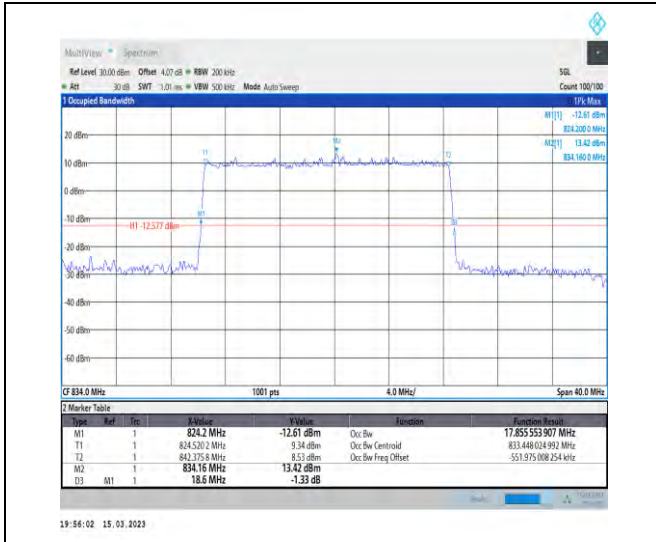 MultiView Spectrum
Ref Level 30.00 dBm Offset 4.07 dB RBW 200 kHz SGL
Att 30 dB SWT 1.01 ms VBW 500 kHz Mode Auto Sweep Count 100/100
1 Occupied Bandwidth 1Pk Max
M1[1] -12.61 dBm
824.200 0 MHz
M2[1] 13.42 dBm
834.160 0 MHz
20 dBm
M2
T1 T2
10 dBm
0 dBm
-10 dBm
M1
H1 -12.577 dBm
-20 dBm
-30 dBm
-40 dBm
-50 dBm
-60 dBm
CF 834.0 MHz 1001 pts 4.0 MHz/ Span 40.0 MHz
2 Marker Table
Type Ref Trc X-Value Y-Value Function Function Result
M1 1 824.2 MHz -12.61 dBm Occ Bw 17.855 553 907 MHz
T1 1 824.520 2 MHz 9.34 dBm Occ Bw Centroid 833.448 024 992 MHz
T2 1 842.375 8 MHz 8.53 dBm Occ Bw Freq Offset -551.975 008 254 kHz
M2 1 834.16 MHz 13.42 dBm
D3 M1 1 18.6 MHz -1.33 dB
19:56:02 15.03.2023